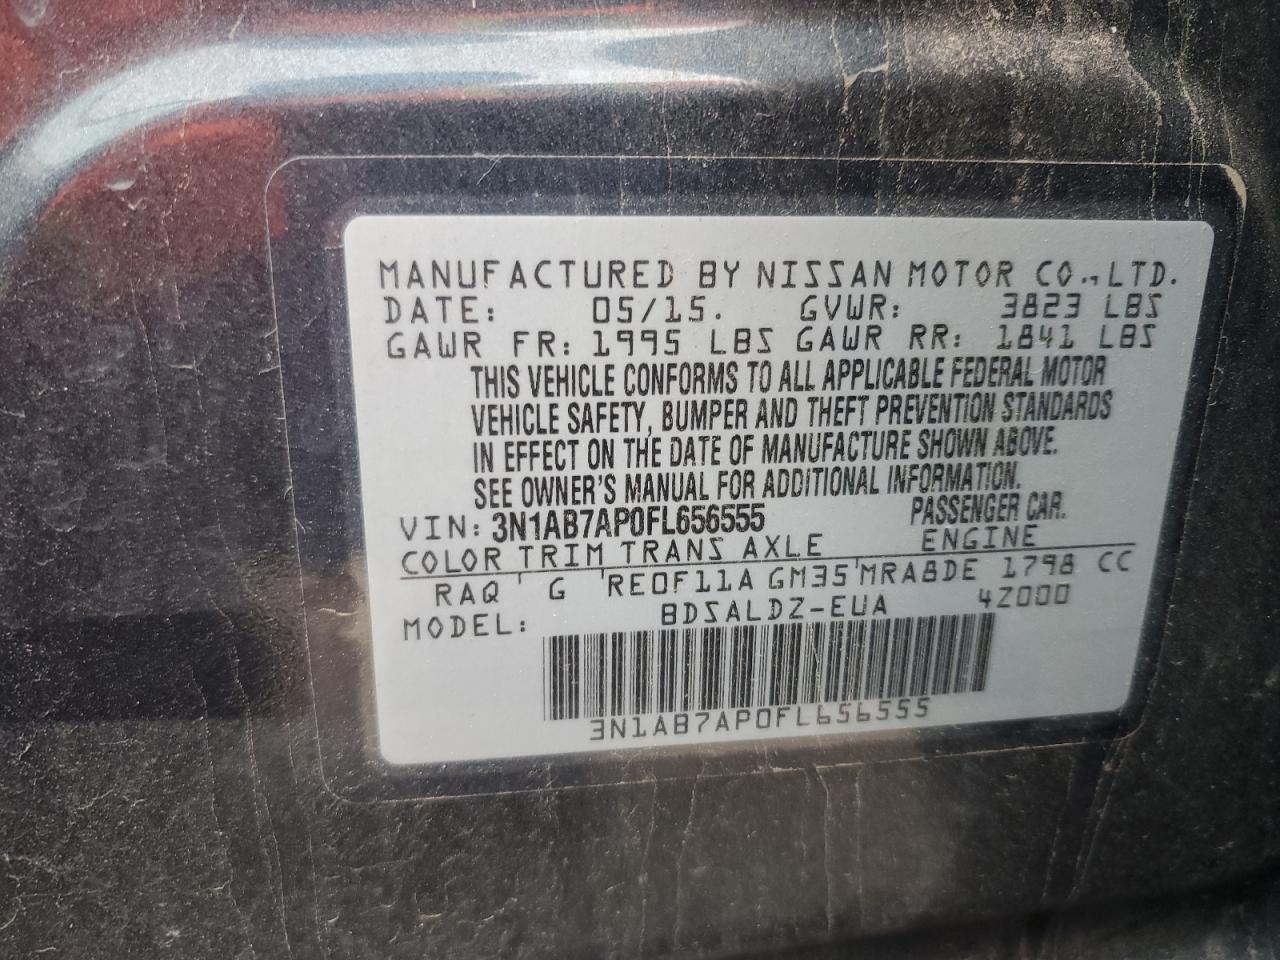 MANUFACTURED BY NISSAN MOTOR CO.,LTD.
DATE: 05/15. GVWR: 3823 LBS
GAWR FR: 1995 LBS GAWR RR: 1841 LBS
THIS VEHICLE CONFORMS TO ALL APPLICABLE FEDERAL MOTOR
VEHICLE SAFETY, BUMPER AND THEFT PREVENTION STANDARDS
IN EFFECT ON THE DATE OF MANUFACTURE SHOWN ABOVE.
SEE OWNER'S MANUAL FOR ADDITIONAL INFORMATION.
VIN: 3N1AB7AP0FL656555 PASSENGER CAR.
COLOR TRIM TRANS AXLE ENGINE
RAQ G RE0F11A GM35 MRA8DE 1798 CC
MODEL: BDSALDZ-EUA 4Z000
3N1AB7AP0FL656555